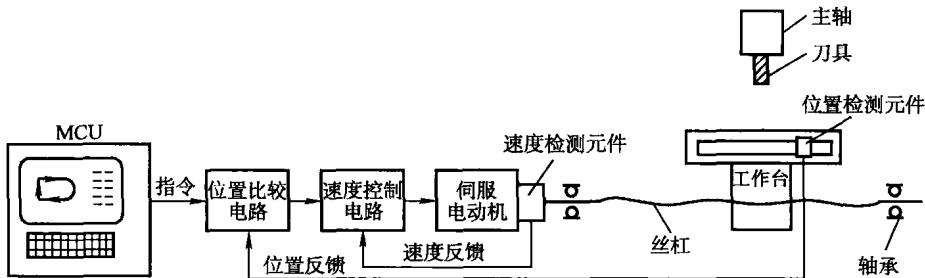 主轴
刀具
位置检测元件
MCU
速度检测元件
指令
位置比较
电路
速度控制
电路
伺服
电动机
工作台
丝杠
轴承
速度反馈
位置反馈